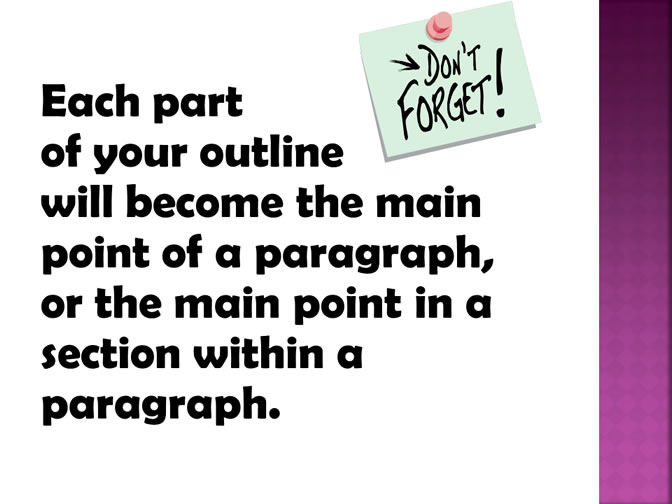 Don't
Forget!
Each part
of your outline
will become the main
point of a paragraph,
or the main point in a
section within a
paragraph.